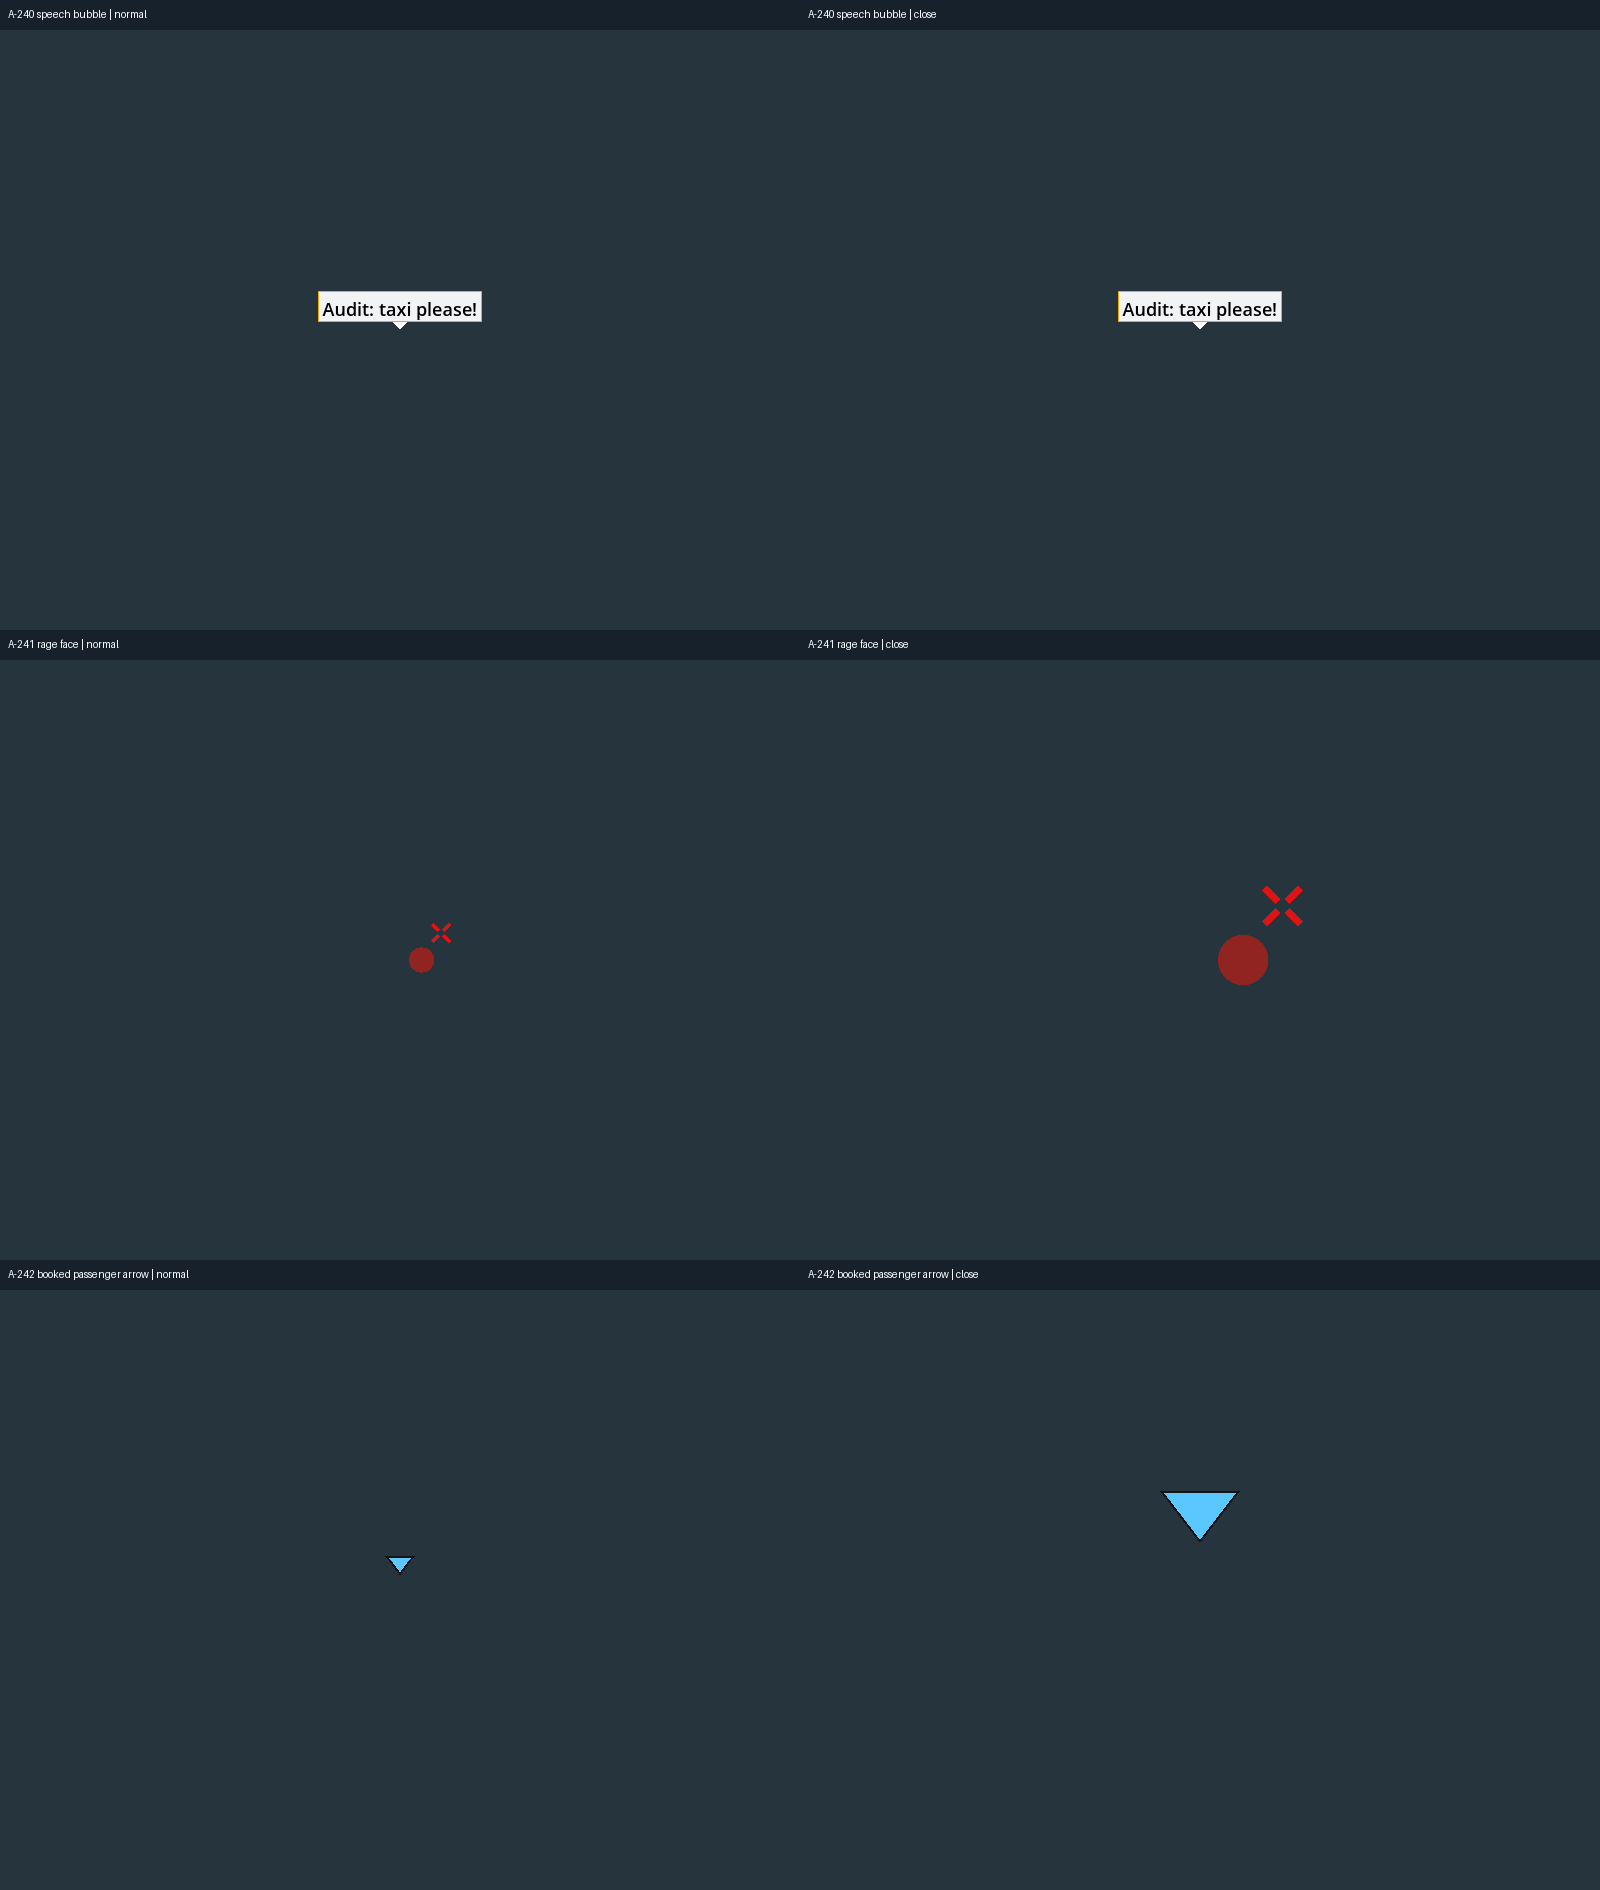 A-240 speech bubble | normal
A-240 speech bubble | close
Audit: taxi please!
Audit: taxi please!
A-241 rage face | normal
A-241 rage face | close
A-242 booked passenger arrow | normal
A-242 booked passenger arrow | close